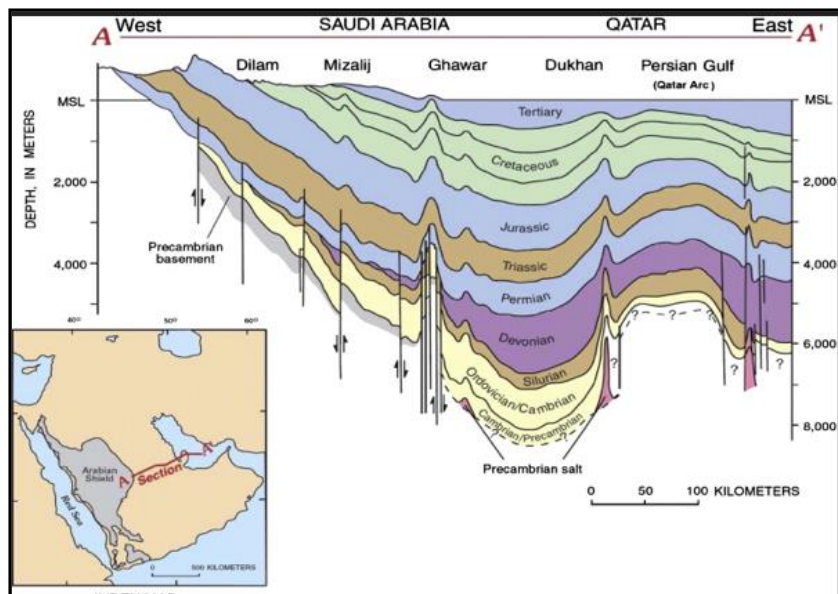 A West SAUDI ARABIA QATAR East A'
Dilam Mizalij Ghawar Dukhan Persian Gulf
(Qatar Arc)
MSL MSL
Tertiary
Cretaceous
2,000 2,000
DEPTH, IN METERS
Jurassic
Precambrian
basement
Triassic
4,000 4,000
Permian
Devonian
40° 50° 60°
6,000
Silurian
? ? ? ? ? ? ?
Ordovician/Cambrian
Cambrian/Precambrian
?
8,000
Precambrian salt
Arabian
Shield
A Section A'
Red Sea
0 50 100 KILOMETERS
0 500 KILOMETERS